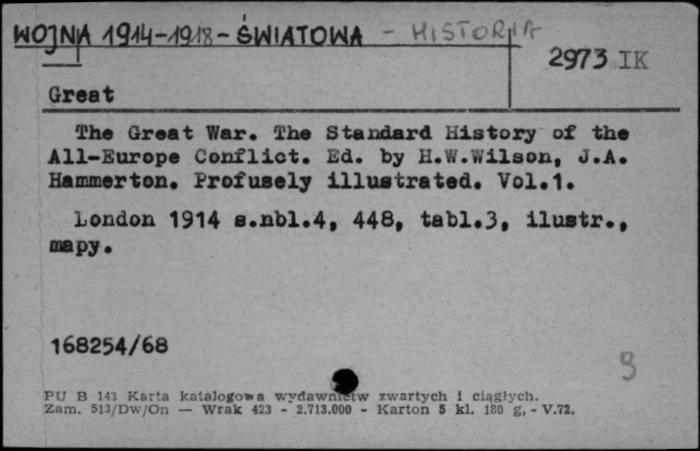 WOJNA 1914-1918 - ŚWIATOWA - HISTORIA
2973 IK
Great
The Great War. The Standard History of the
All-Europe Conflict. Ed. by H.W.Wilson, J.A.
Hammerton. Profusely illustrated. Vol.1.
London 1914 s.nbl.4, 448, tabl.3, ilustr.,
mapy.
168254/68
9
PU B 143 Karta katalogowa wydawnictw zwartych i ciągłych.
Zam. 513/Dw/On — Wrak 423 - 2.713.000 - Karton 5 kl. 180 g, - V.72.